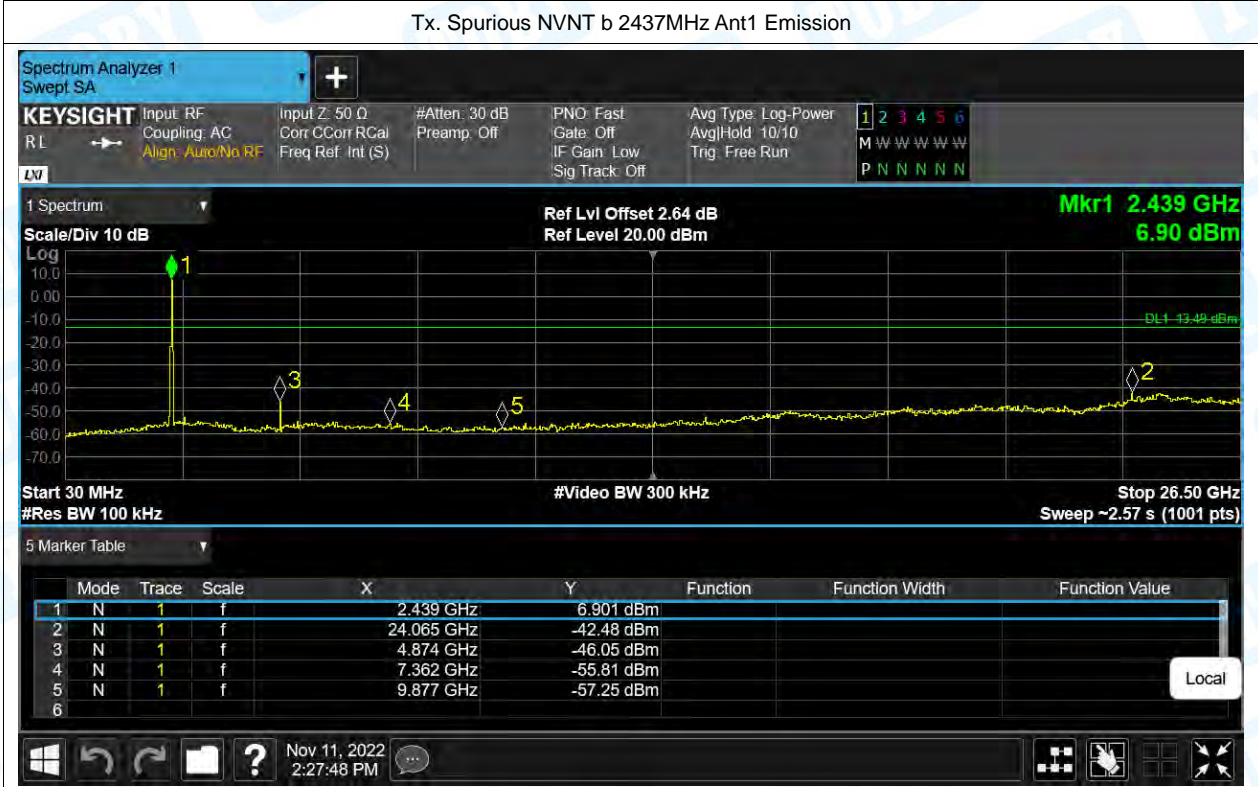 Tx. Spurious NVNT b 2437MHz Ant1 Emission
Spectrum Analyzer 1
Swept SA
+
KEYSIGHT
R L
LXI
Input: RF
Coupling: AC
Align: Auto/No RF
Input Z: 50 Ω
Corr CCorr RCal
Freq Ref: Int (S)
#Atten: 30 dB
Preamp: Off
PNO: Fast
Gate: Off
IF Gain: Low
Sig Track: Off
Avg Type: Log-Power
Avg|Hold: 10/10
Trig: Free Run
1 2 3 4 5 6
M W W W W W
P N N N N N
1 Spectrum
Scale/Div 10 dB
Ref Lvl Offset 2.64 dB
Ref Level 20.00 dBm
Mkr1 2.439 GHz
6.90 dBm
Log
10.0
0.00
-10.0
-20.0
-30.0
-40.0
-50.0
-60.0
-70.0
1
DL1 -13.49 dBm
2
3
4
5
Start 30 MHz
#Video BW 300 kHz
Stop 26.50 GHz
#Res BW 100 kHz
Sweep ~2.57 s (1001 pts)
5 Marker Table
Mode Trace Scale X Y Function Function Width Function Value
1 N 1 f 2.439 GHz 6.901 dBm
2 N 1 f 24.065 GHz -42.48 dBm
3 N 1 f 4.874 GHz -46.05 dBm
4 N 1 f 7.362 GHz -55.81 dBm
5 N 1 f 9.877 GHz -57.25 dBm
6
Local
?
Nov 11, 2022
2:27:48 PM